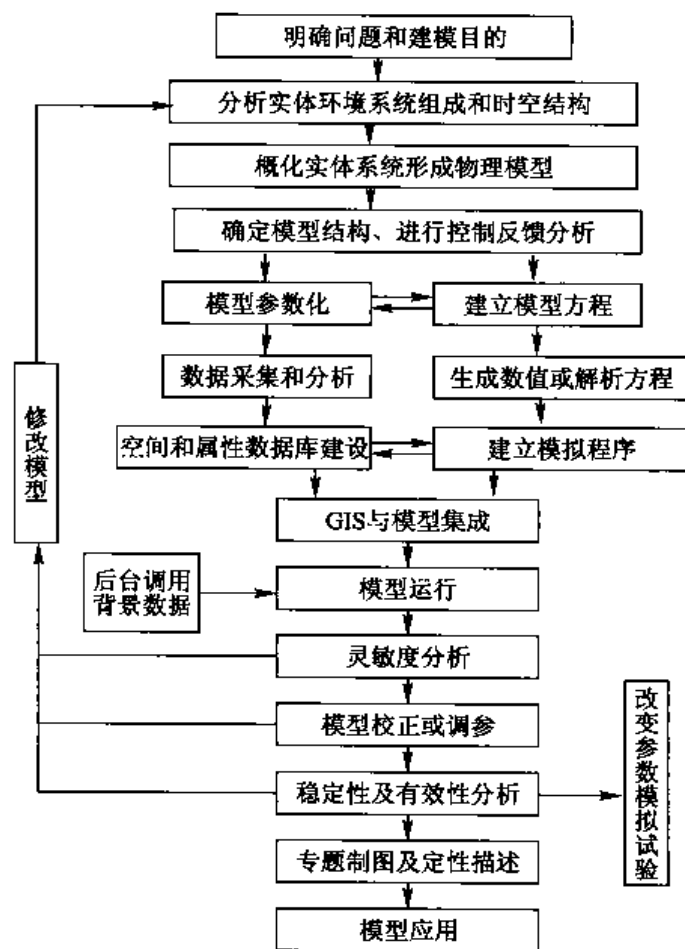 明确问题和建模目的
分析实体环境系统组成和时空结构
概化实体系统形成物理模型
确定模型结构、进行控制反馈分析
模型参数化
建立模型方程
数据采集和分析
生成数值或解析方程
空间和属性数据库建设
建立模拟程序
修改模型
GIS与模型集成
后台调用
背景数据
模型运行
灵敏度分析
模型校正或调参
稳定性及有效性分析
改变参数模拟试验
专题制图及定性描述
模型应用